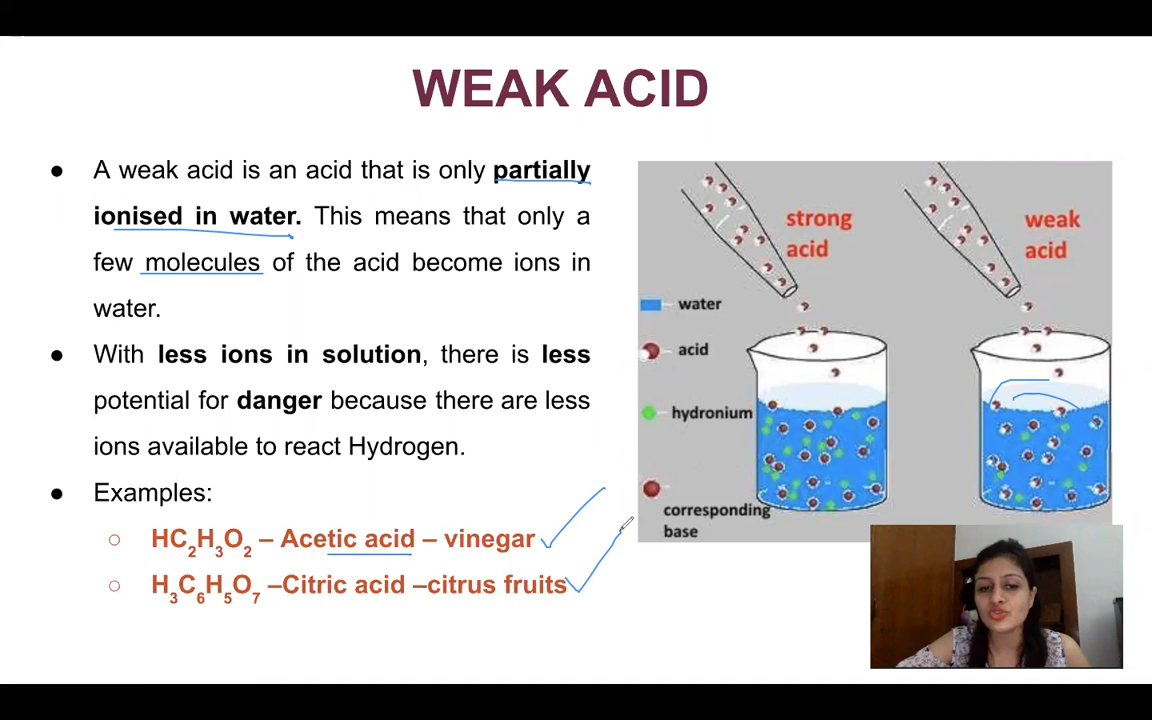 WEAK ACID
● A weak acid is an acid that is only partially
ionised in water. This means that only a
few molecules of the acid become ions in
water.
● With less ions in solution, there is less
potential for danger because there are less
ions available to react Hydrogen.
● Examples:
○ HC₂H₃O₂ – Acetic acid – vinegar
○ H₃C₆H₅O₇ –Citric acid –citrus fruits
strong
acid
weak
acid
water
acid
hydronium
corresponding
base